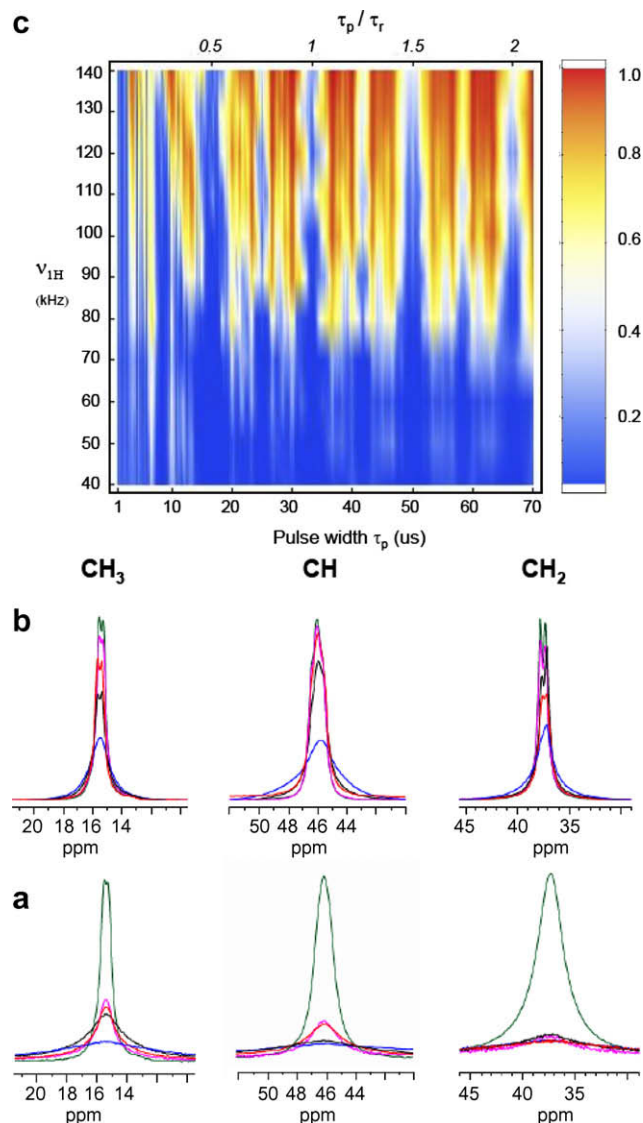 c
τp / τr
0.5 1 1.5 2
140
130
120
110
100
90
80
70
60
50
40
ν1H
(kHz)
1.0
0.8
0.6
0.4
0.2
1 10 20 30 40 50 60 70
Pulse width τp (us)
CH3 CH CH2
b
20 18 16 14
ppm
52 50 48 46 44
ppm
45 40 35
ppm
a
20 18 16 14
ppm
50 48 46 44
ppm
45 40 35
ppm